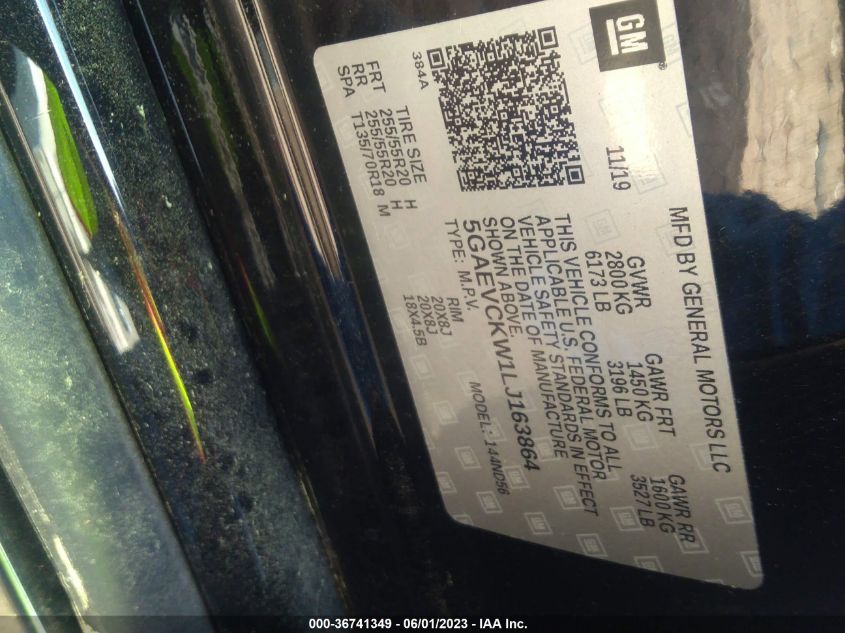 GM
MFD BY GENERAL MOTORS LLC
11/19
GVWR GAWR FRT GAWR RR
2800 KG 1450 KG 1600 KG
6173 LB 3196 LB 3527 LB
THIS VEHICLE CONFORMS TO ALL
APPLICABLE U.S. FEDERAL MOTOR
VEHICLE SAFETY STANDARDS IN EFFECT
ON THE DATE OF MANUFACTURE
SHOWN ABOVE.
5GAEVCKW1LJ163864
TYPE: M.P.V. MODEL: 144ND56
384A
TIRE SIZE RIM
FRT 255/55R20 H 20X8J
RR 255/55R20 H 20X8J
SPA T135/70R18 M 18X4.5B
000-36741349 - 06/01/2023 - IAA Inc.